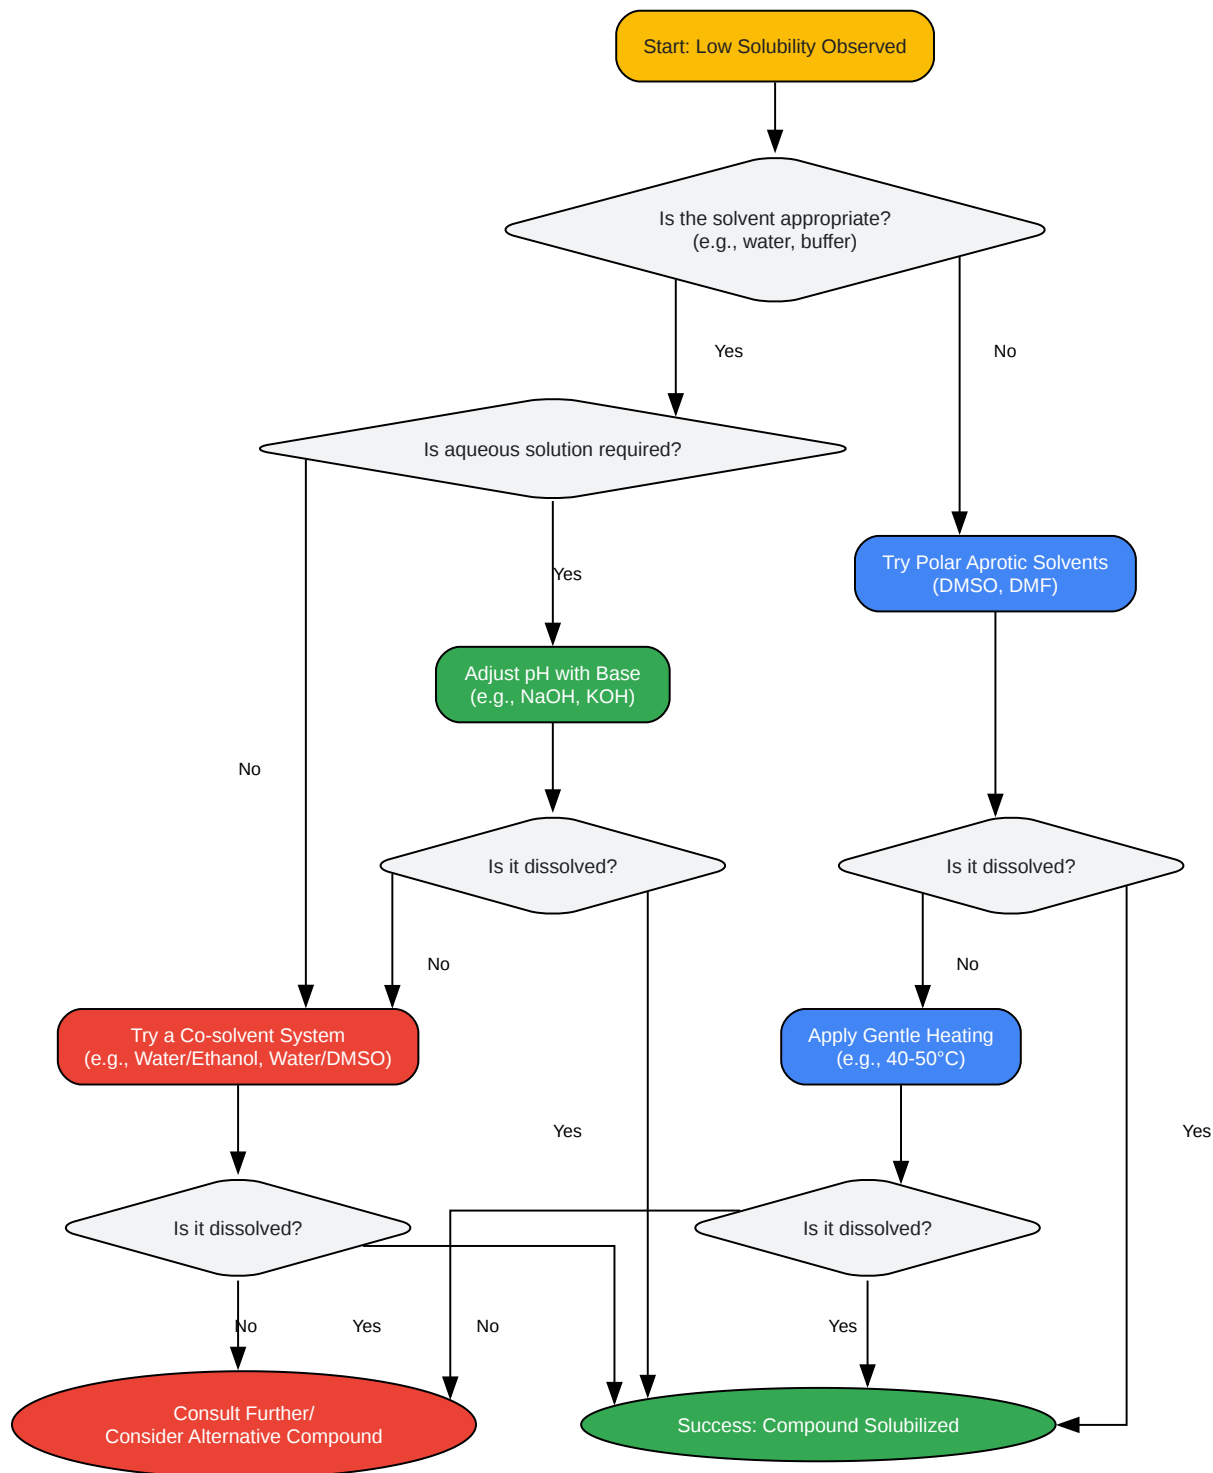 Start: Low Solubility Observed
Is the solvent appropriate?
(e.g., water, buffer)
Yes
No
Is aqueous solution required?
Yes
Try Polar Aprotic Solvents
(DMSO, DMF)
Adjust pH with Base
(e.g., NaOH, KOH)
No
Is it dissolved?
Is it dissolved?
No
No
Try a Co-solvent System
(e.g., Water/Ethanol, Water/DMSO)
Apply Gentle Heating
(e.g., 40-50°C)
Yes
Yes
Is it dissolved?
Is it dissolved?
No
Yes
No
Yes
Consult Further/
Consider Alternative Compound
Success: Compound Solubilized